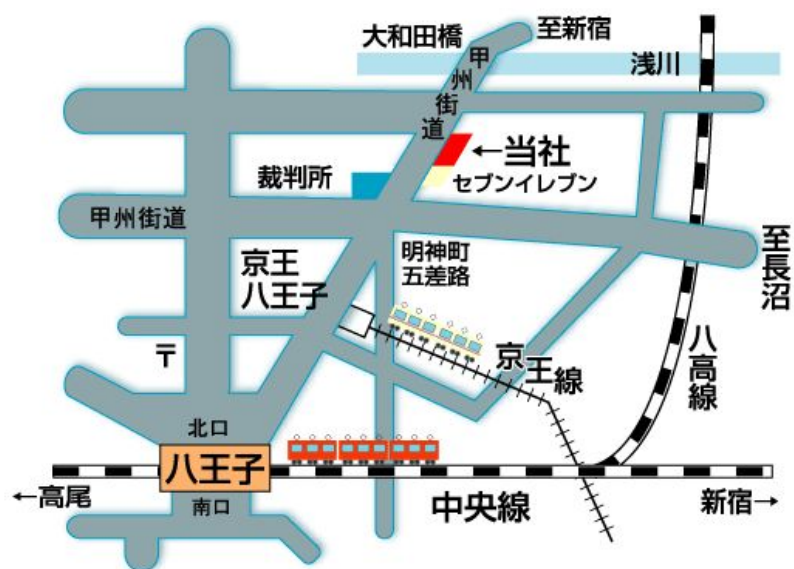 大和田橋
至新宿
浅川
甲州街道
←当社
セブンイレブン
裁判所
甲州街道
明神町
五差路
至長沼
京王
八王子
〒
京王線
八高線
北口
八王子
南口
←高尾
中央線
新宿→